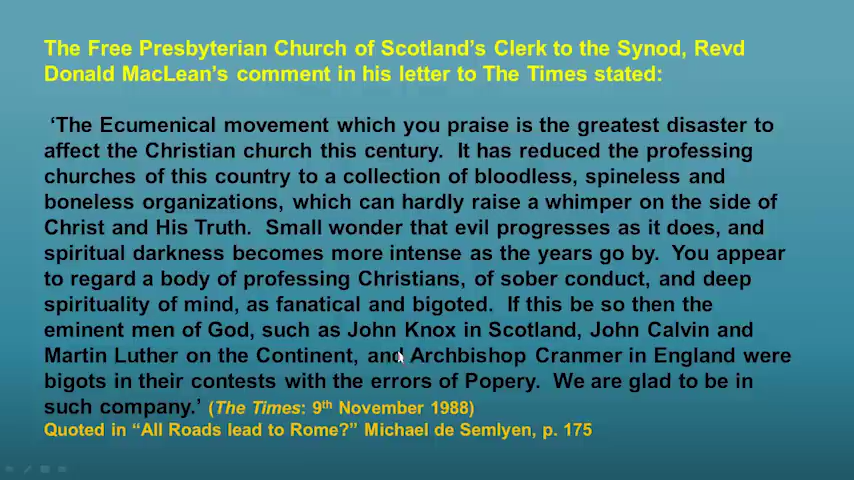 The Free Presbyterian Church of Scotland's Clerk to the Synod, Revd
Donald MacLean's comment in his letter to The Times stated:
'The Ecumenical movement which you praise is the greatest disaster to
affect the Christian church this century.  It has reduced the professing
churches of this country to a collection of bloodless, spineless and
boneless organizations, which can hardly raise a whimper on the side of
Christ and His Truth.  Small wonder that evil progresses as it does, and
spiritual darkness becomes more intense as the years go by.  You appear
to regard a body of professing Christians, of sober conduct, and deep
spirituality of mind, as fanatical and bigoted.  If this be so then the
eminent men of God, such as John Knox in Scotland, John Calvin and
Martin Luther on the Continent, and Archbishop Cranmer in England were
bigots in their contests with the errors of Popery.  We are glad to be in
such company.' (The Times: 9th November 1988)
Quoted in “All Roads lead to Rome?” Michael de Semlyen, p. 175